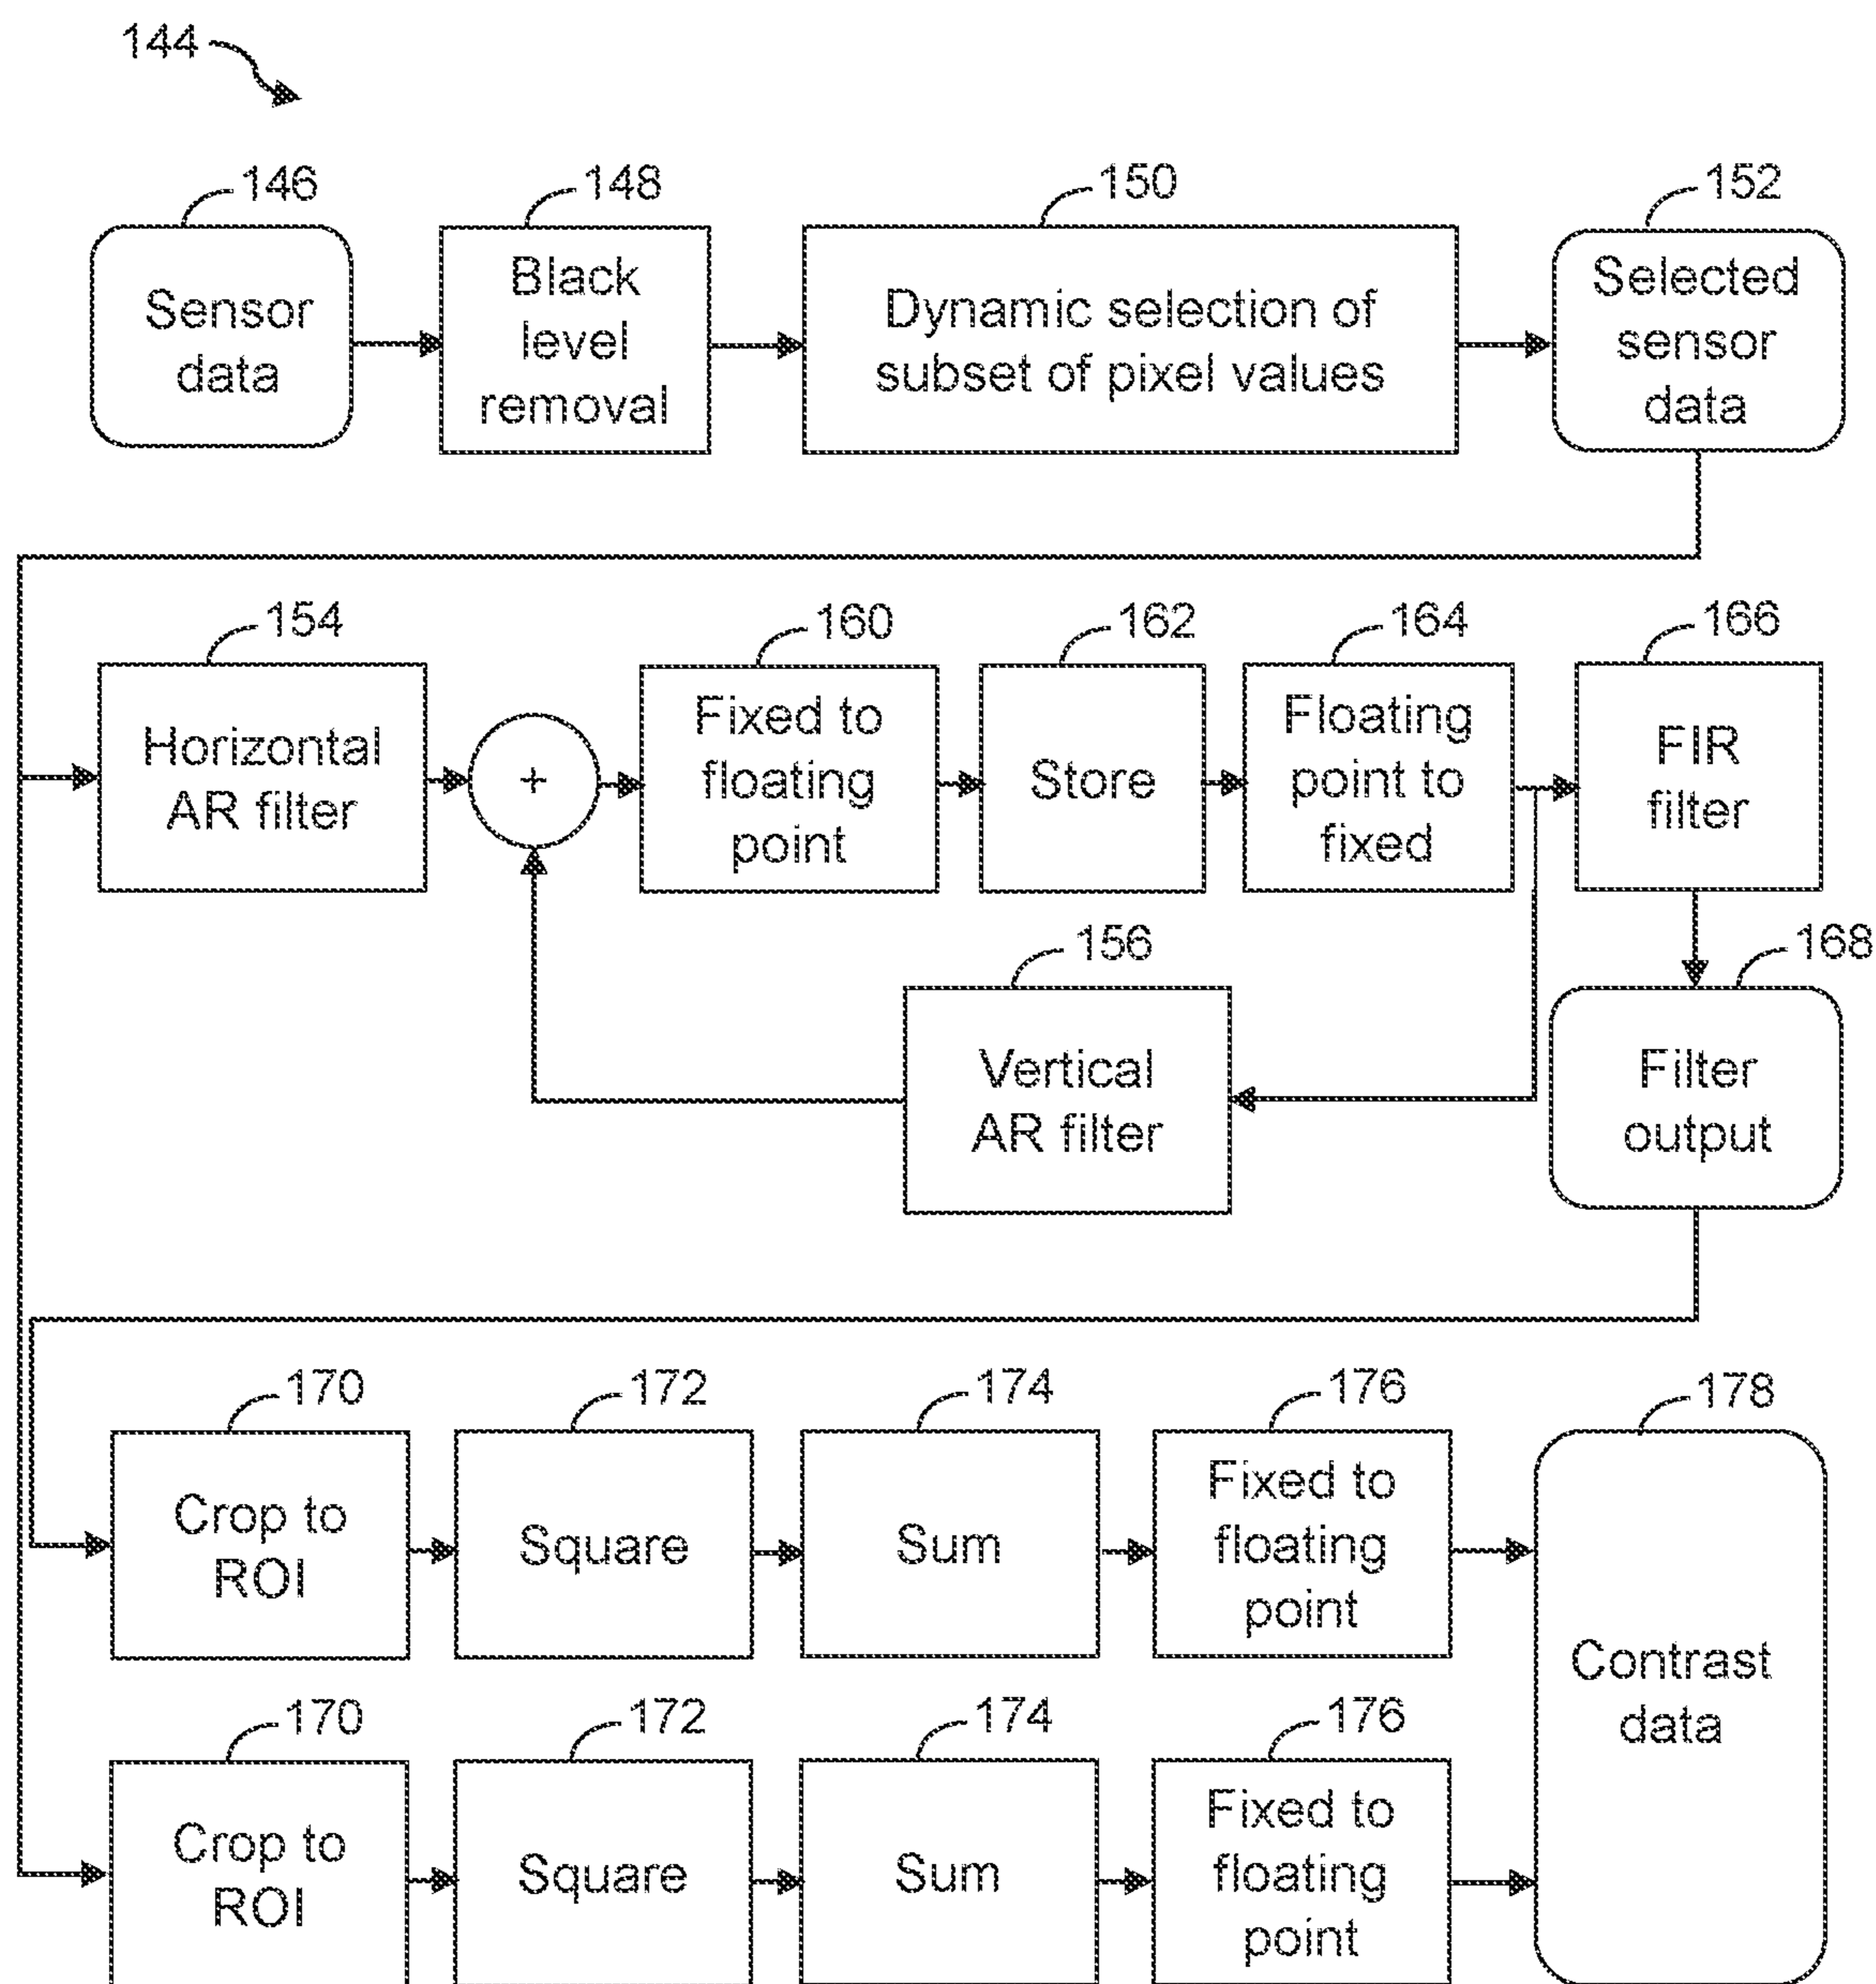 144
146
148
150
152
Sensor
data
Black
level
removal
Dynamic selection of
subset of pixel values
Selected
sensor
data
154
160
162
164
166
Horizontal
AR filter
+
Fixed to
floating
point
Store
Floating
point to
fixed
FIR
filter
156
168
Vertical
AR filter
Filter
output
170
172
174
176
178
Crop to
ROI
Square
Sum
Fixed to
floating
point
Contrast
data
170
172
174
176
Crop to
ROI
Square
Sum
Fixed to
floating
point